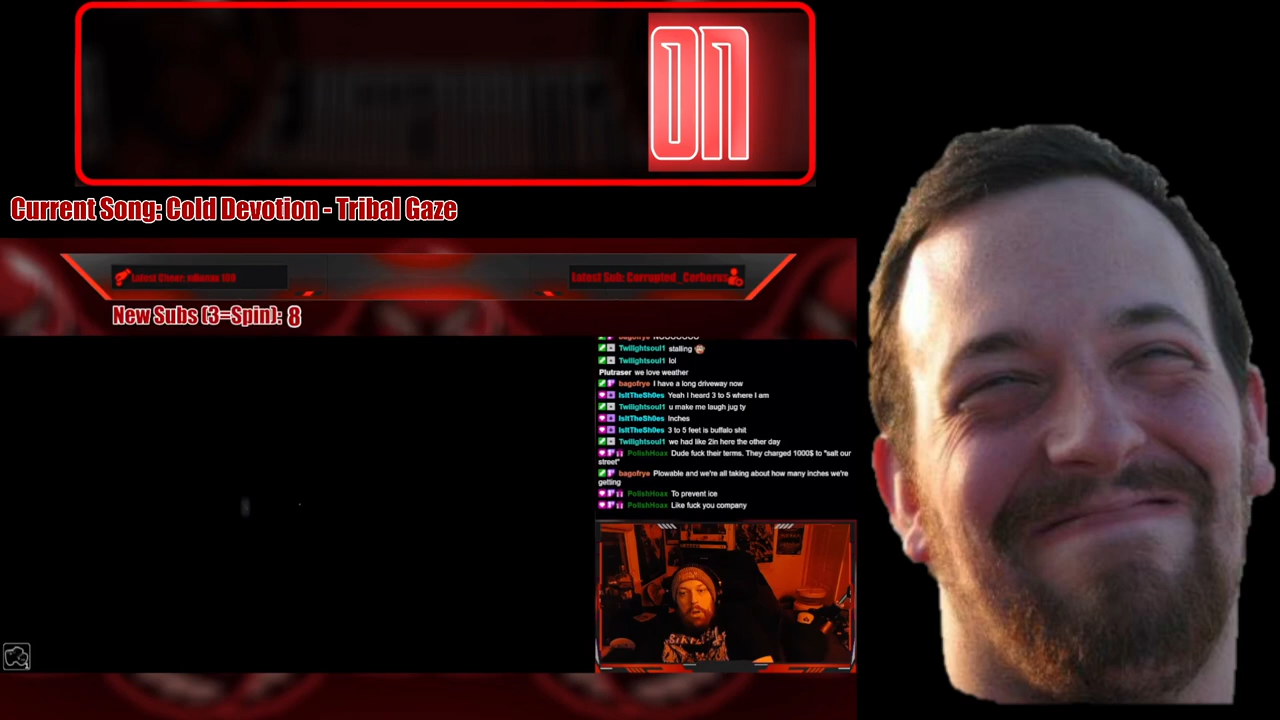 ON
Current Song: Cold Devotion - Tribal Gaze
Latest Sub: Corrupted_Cerberus
New Subs (3=Spin): 8
Twilightsoul1 stalling
Twilightsoul1 lol
Plutraser we love weather
bagofrye I have a long driveway now
IsItTheSh0es Yeah I heard 3 to 5 where I am
Twilightsoul1 u make me laugh jug ty
IsItTheSh0es Inches
IsItTheSh0es 3 to 5 feet is buffalo shit
Twilightsoul1 we had like 2in here the other day
PolishHoax Dude fuck their terms. They charged 1000$ to "salt our
street"
bagofrye Plowable and we're all taking about how many inches we're
getting
PolishHoax To prevent ice
PolishHoax Like fuck you company